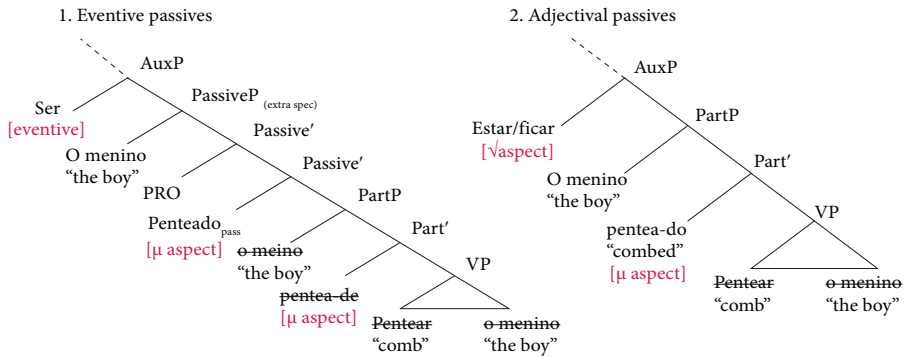 1. Eventive passives
AuxP
Ser
[eventive]
PassiveP (extra spec)
O menino
“the boy”
Passive′
PRO
Passive′
Penteado pass
[μ aspect]
PartP
o meino
“the boy”
Part′
pentea-de
[μ aspect]
VP
Pentear
“comb”
o menino
“the boy”
2. Adjectival passives
AuxP
Estar/ficar
[√aspect]
PartP
O menino
“the boy”
Part′
pentea-do
“combed”
[μ aspect]
VP
Pentear
“comb”
o menino
“the boy”